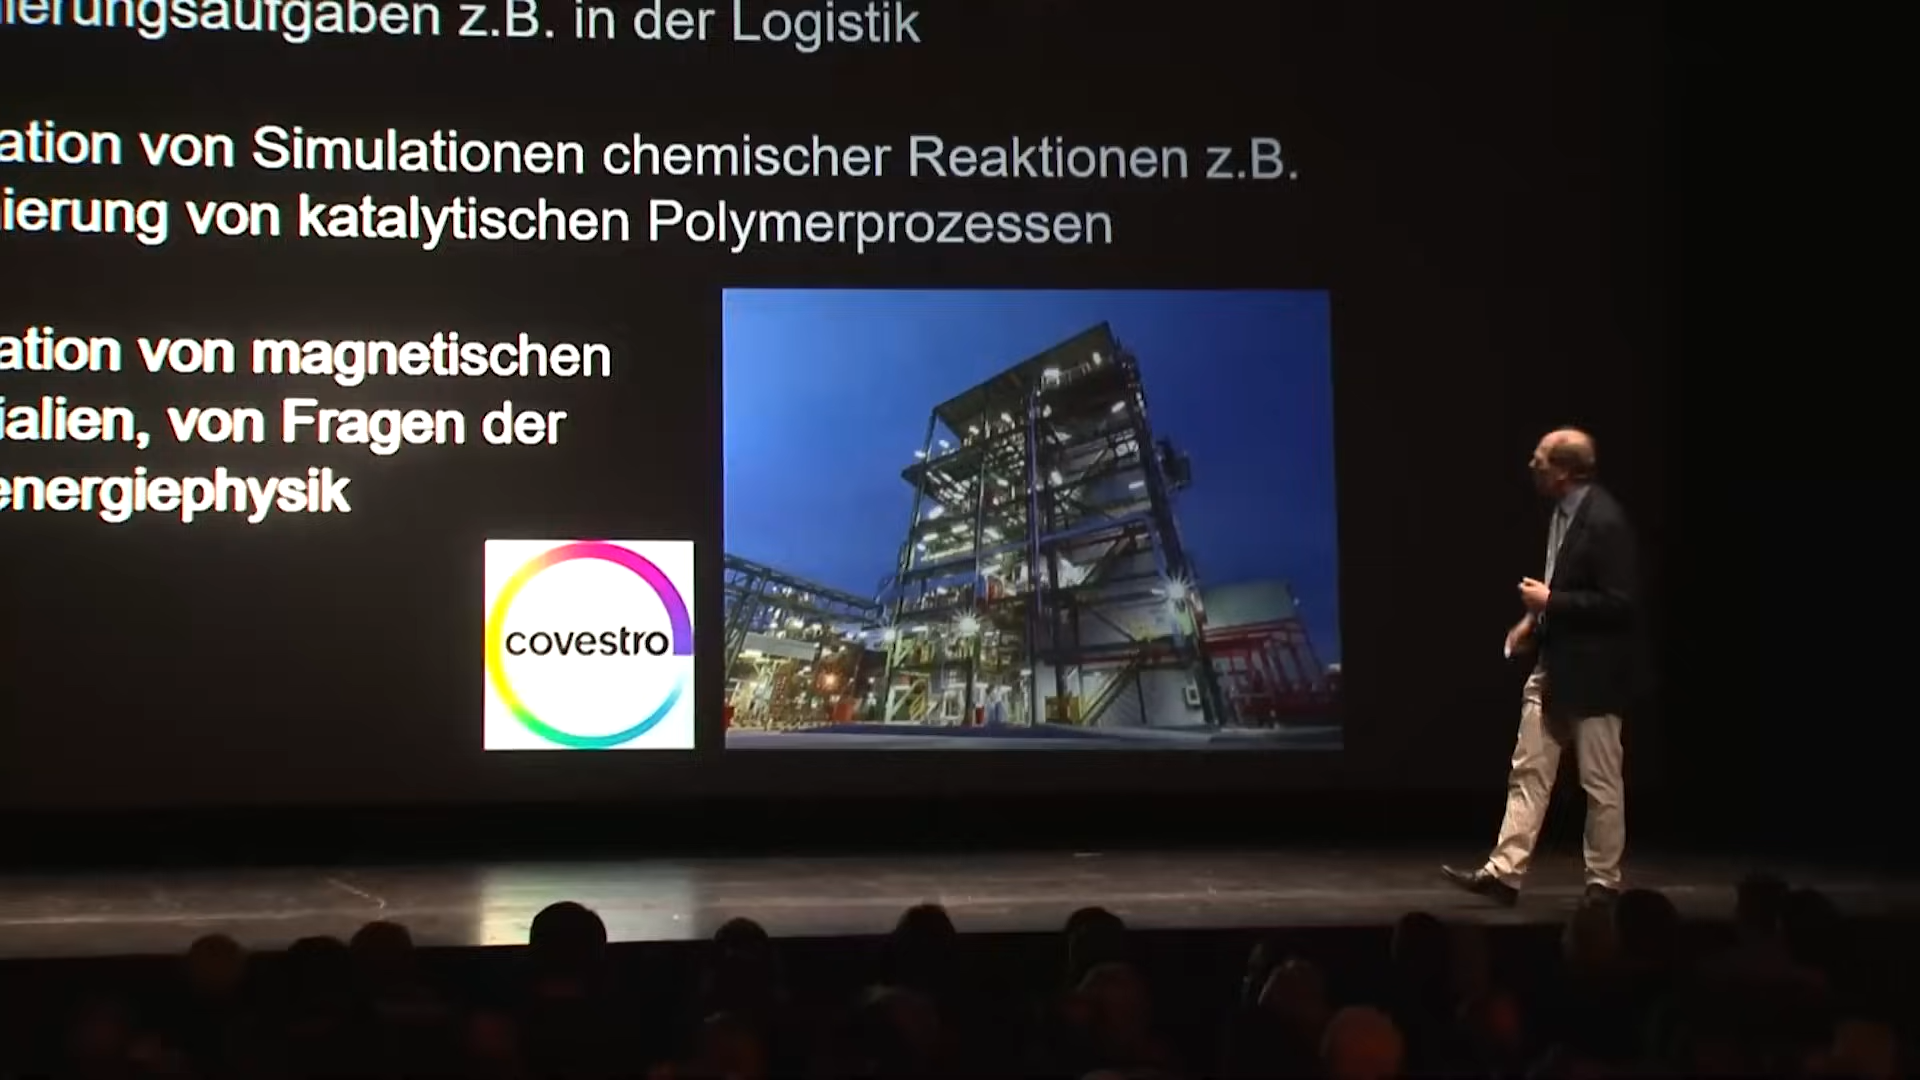 ierungsaufgaben z.B. in der Logistik
ation von Simulationen chemischer Reaktionen z.B.
ierung von katalytischen Polymerprozessen
ation von magnetischen
ialien, von Fragen der
energiephysik
covestro